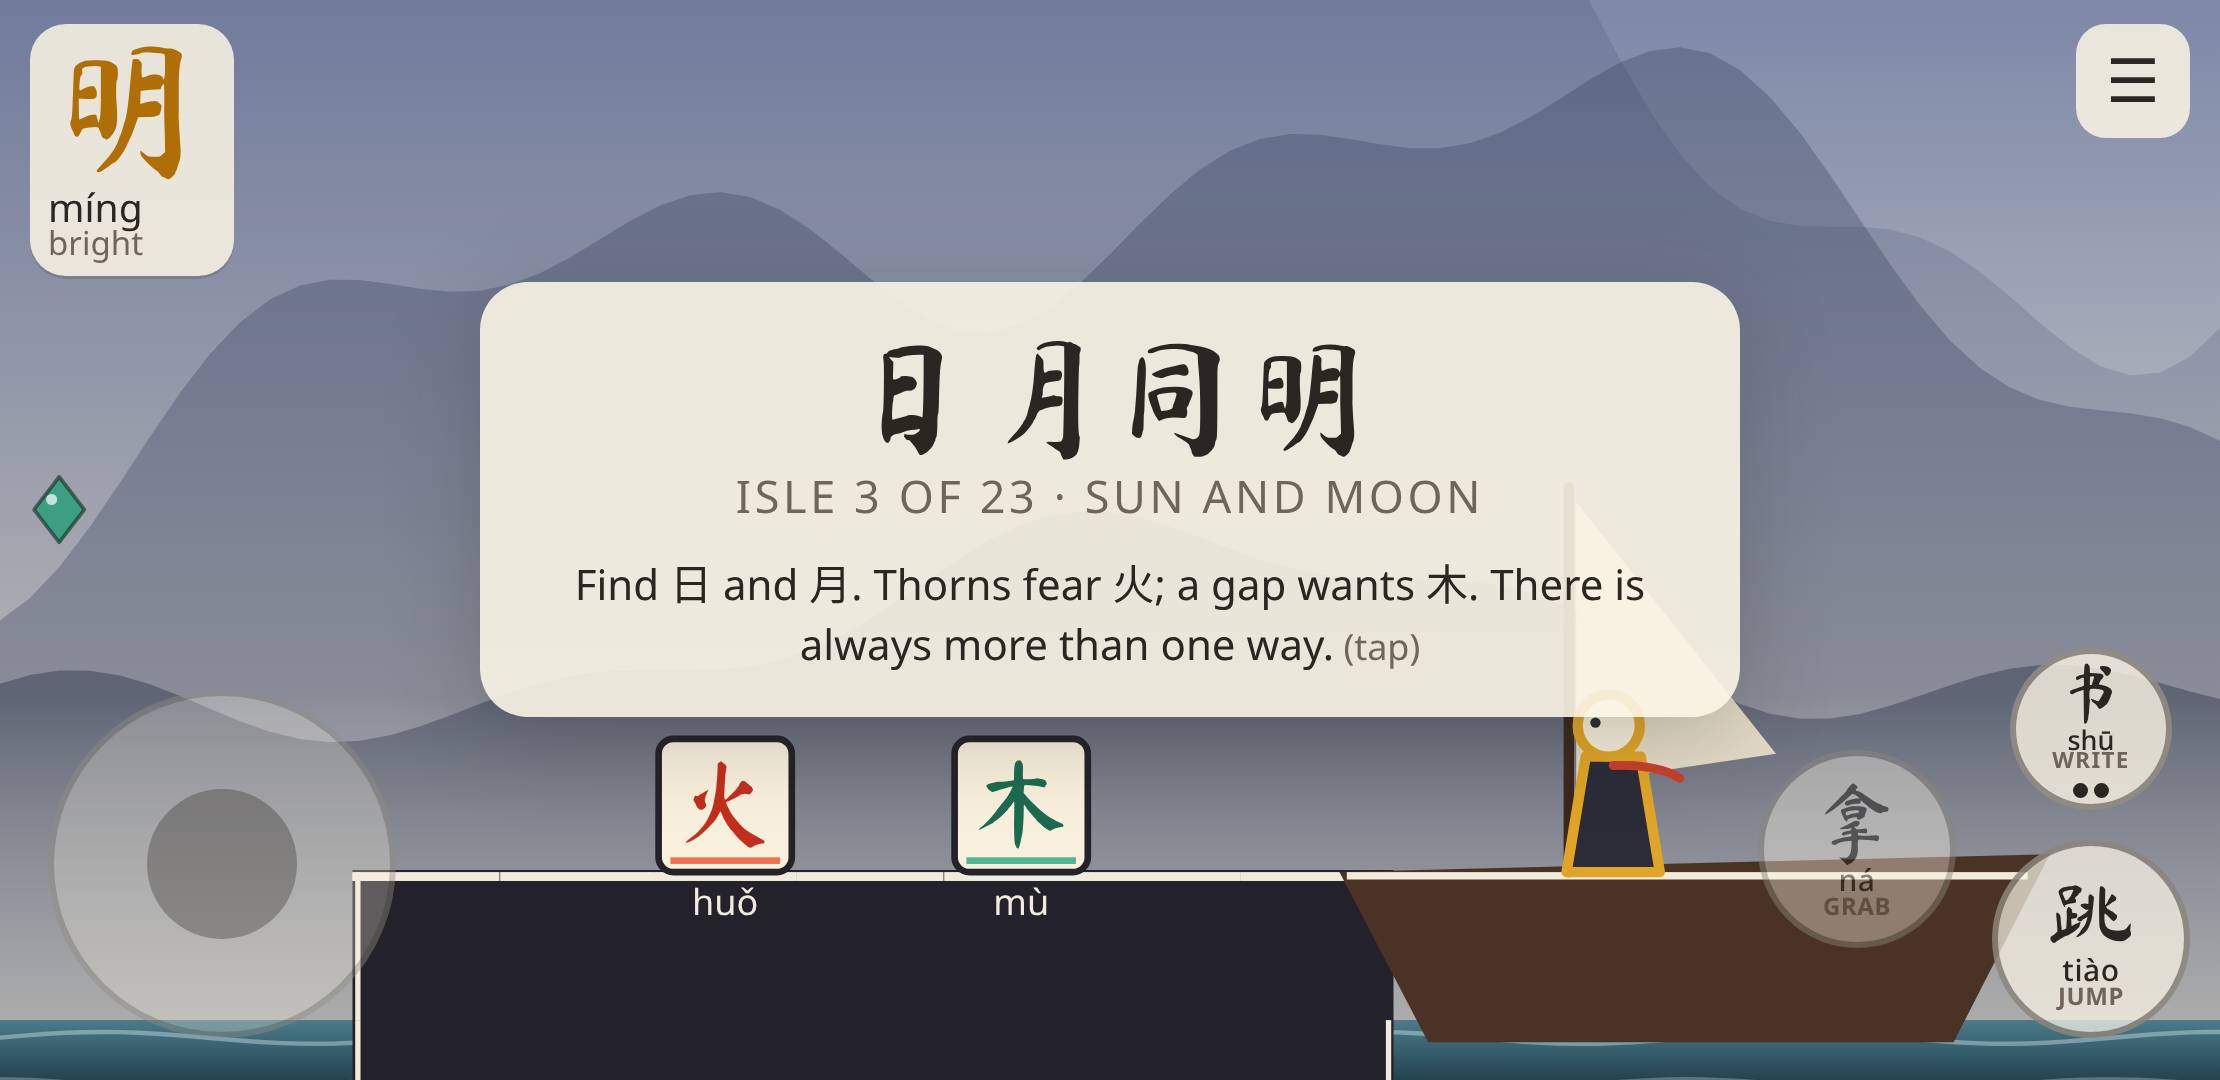 明
míng
bright
☰
日月同明
ISLE 3 OF 23 · SUN AND MOON
Find 日 and 月. Thorns fear 火; a gap wants 木. There is
always more than one way. (tap)
火
huǒ
木
mù
书
shū
WRITE
拿
ná
GRAB
跳
tiào
JUMP